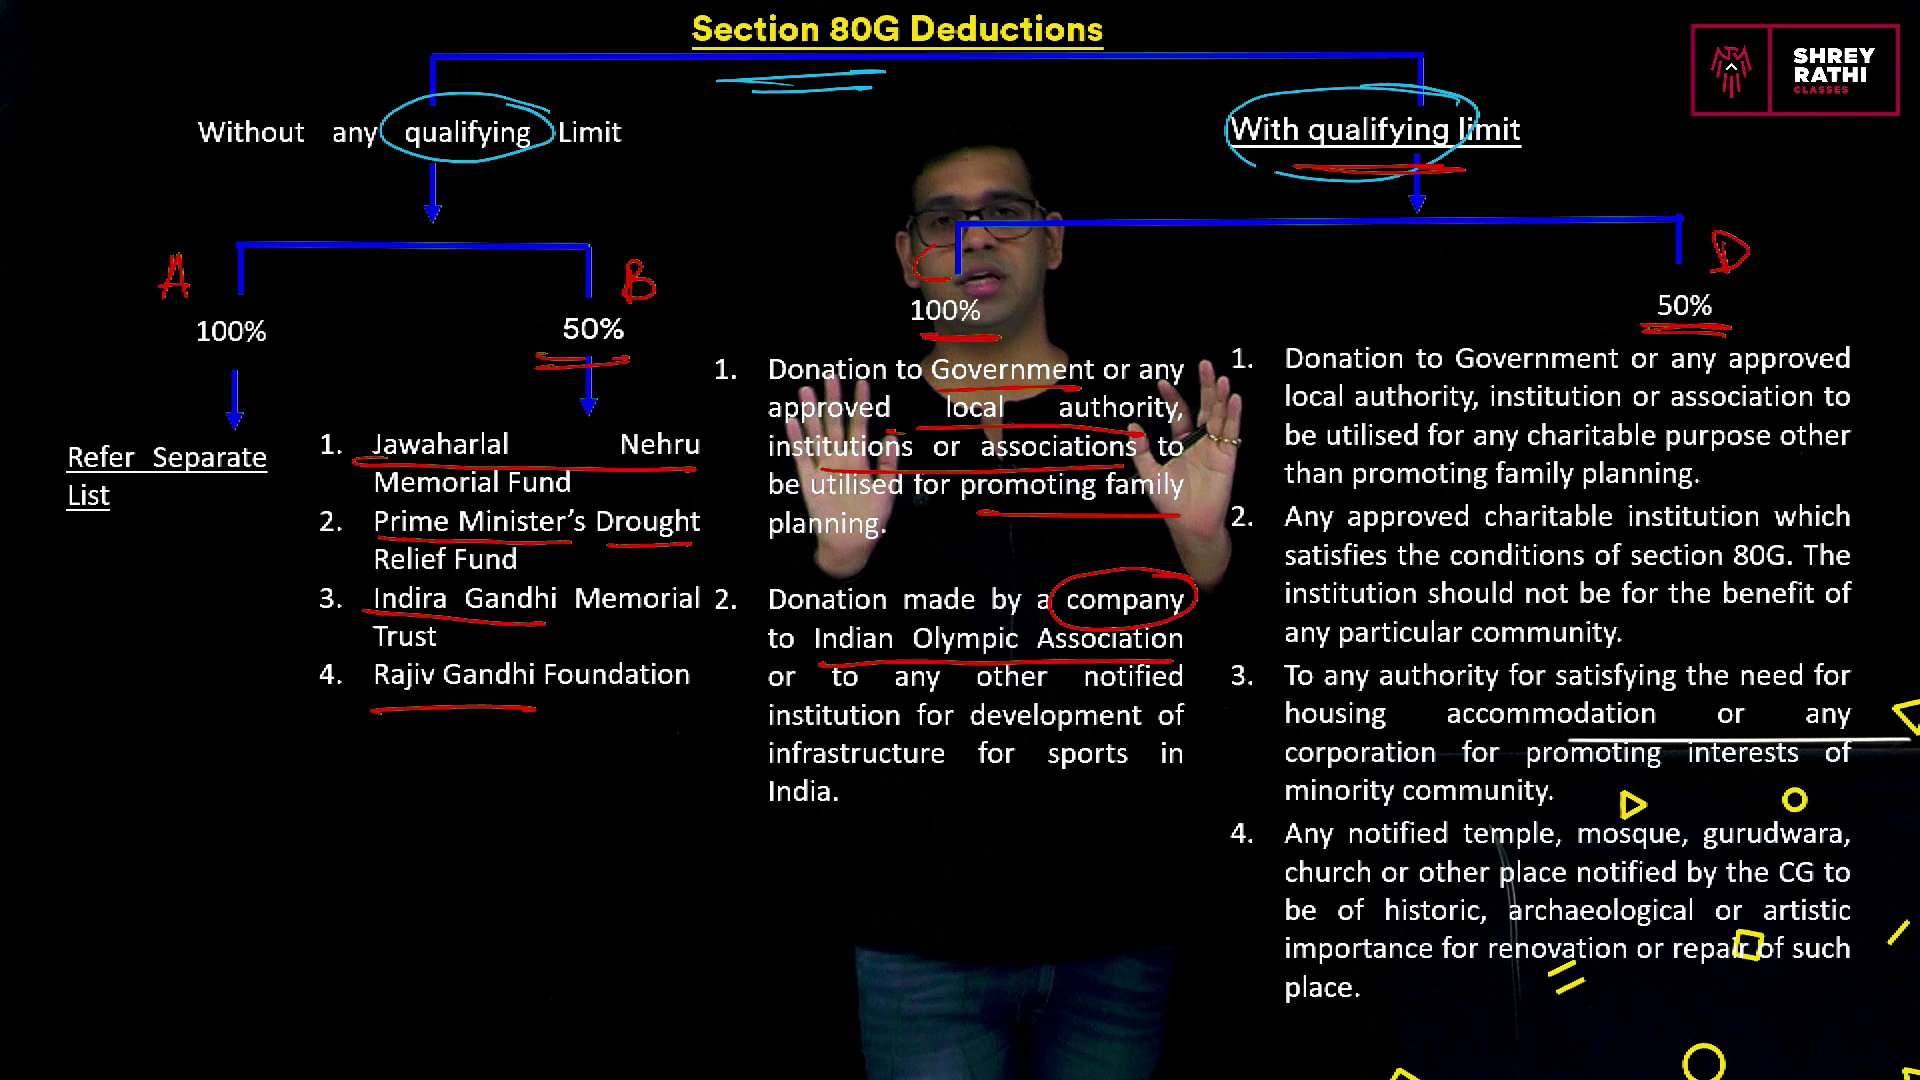 Section 80G Deductions
SHREY
RATHI
CLASSES
Without any qualifying Limit
With qualifying limit
A
B
C
D
100%
50%
100%
50%
Refer Separate
List
1. Jawaharlal Nehru
Memorial Fund
2. Prime Minister’s Drought
Relief Fund
3. Indira Gandhi Memorial
Trust
4. Rajiv Gandhi Foundation
1. Donation to Government or any
approved local authority,
institutions or associations to
be utilised for promoting family
planning.
2. Donation made by a company
to Indian Olympic Association
or to any other notified
institution for development of
infrastructure for sports in
India.
1. Donation to Government or any approved
local authority, institution or association to
be utilised for any charitable purpose other
than promoting family planning.
2. Any approved charitable institution which
satisfies the conditions of section 80G. The
institution should not be for the benefit of
any particular community.
3. To any authority for satisfying the need for
housing accommodation or any
corporation for promoting interests of
minority community.
4. Any notified temple, mosque, gurudwara,
church or other place notified by the CG to
be of historic, archaeological or artistic
importance for renovation or repair of such
place.